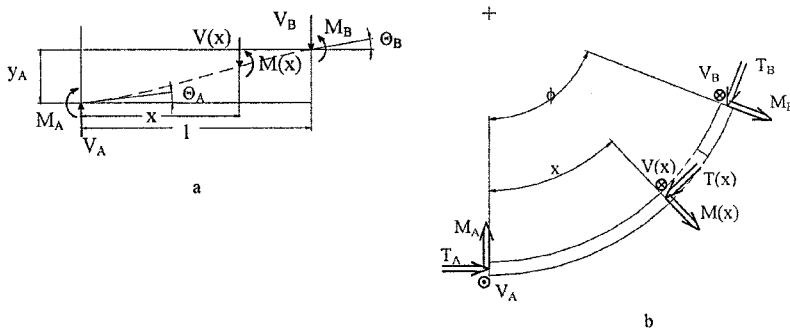 V_B
V(x)
M_B
Θ_B
y_A
M(x)
Θ_A
M_A
x
V_A
l
a
T_B
V_B
ϕ
x
V(x)
T(x)
M_A
M(x)
T_A
V_A
b